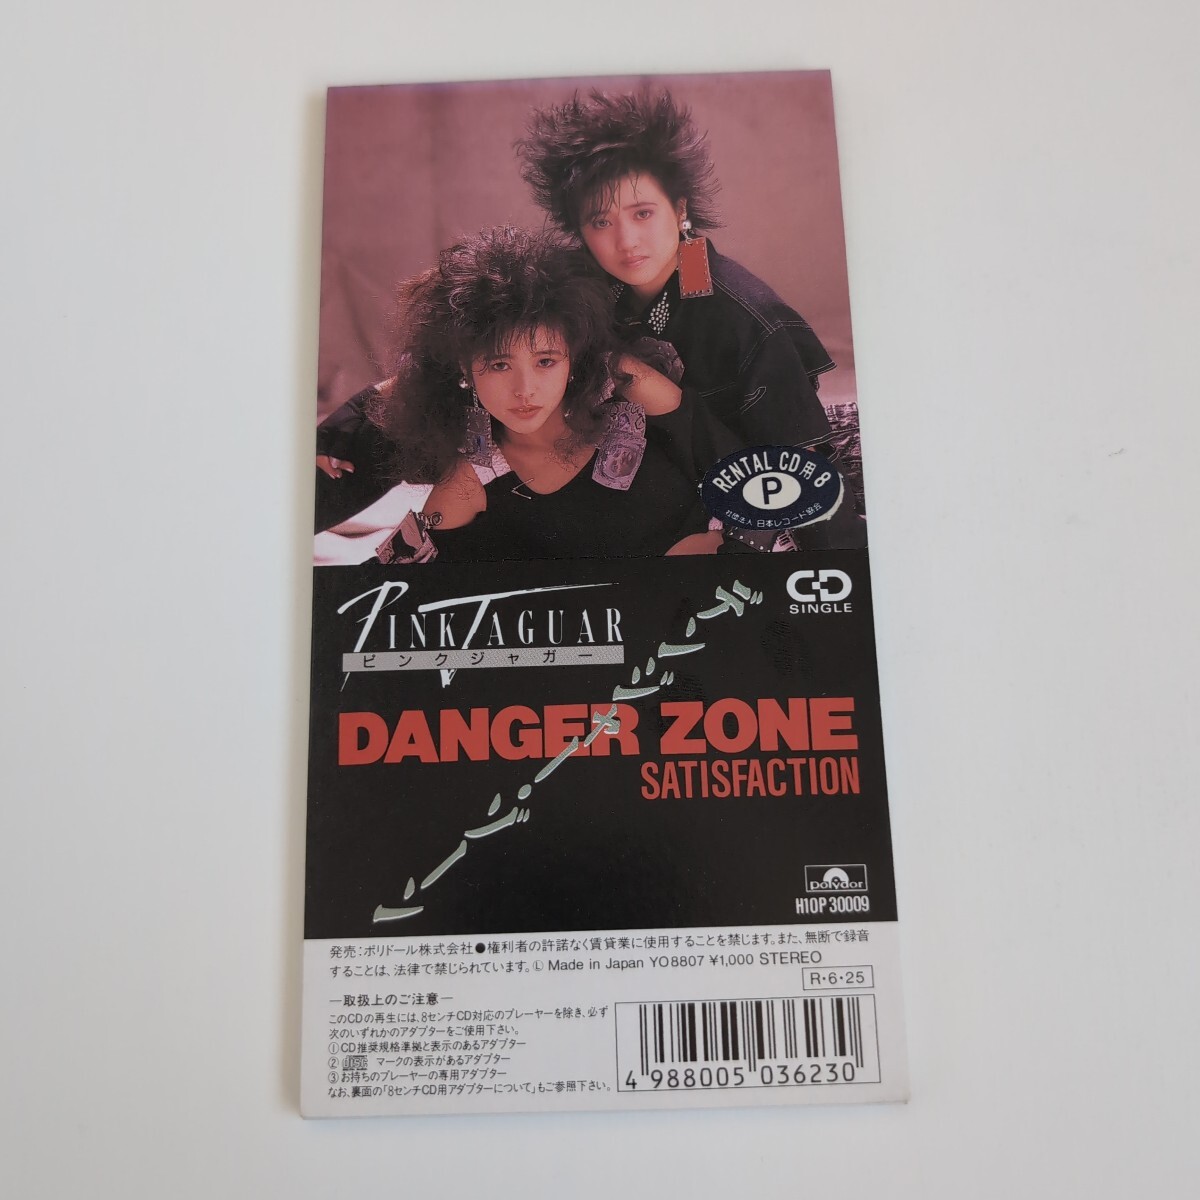 RENTAL CD用 8
P
社団法人 日本レコード協会
CD
SINGLE
PINK JAGUAR
ピンクジャガー
DANGER ZONE
SATISFACTION
polydor
H10P 30009
発売:ポリドール株式会社●権利者の許諾なく賃貸業に使用することを禁じます。また、無断で録音
することは、法律で禁じられています。Ⓛ Made in Japan YO8807 ¥1,000 STEREO
R・6・25
―取扱上のご注意―
このCDの再生には、8センチCD対応のプレーヤーを除き、必ず
次のいずれかのアダプターをご使用下さい。
①CD推奨規格準拠と表示のあるアダプター
② disc マークの表示があるアダプター
③お持ちのプレーヤーの専用アダプター
なお、裏面の「8センチCD用アダプターについて」もご参照下さい。
4 988005 036230